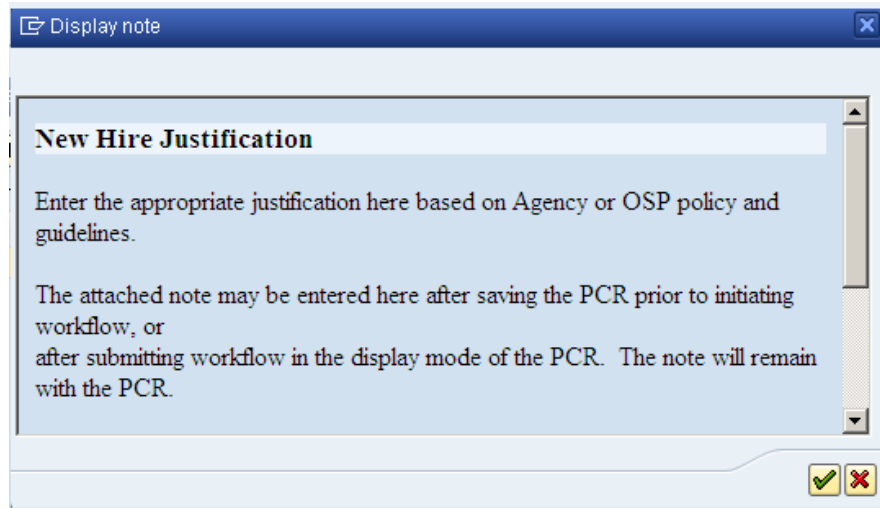 Display note
New Hire Justification
Enter the appropriate justification here based on Agency or OSP policy and
guidelines.
The attached note may be entered here after saving the PCR prior to initiating
workflow, or
after submitting workflow in the display mode of the PCR.  The note will remain
with the PCR.